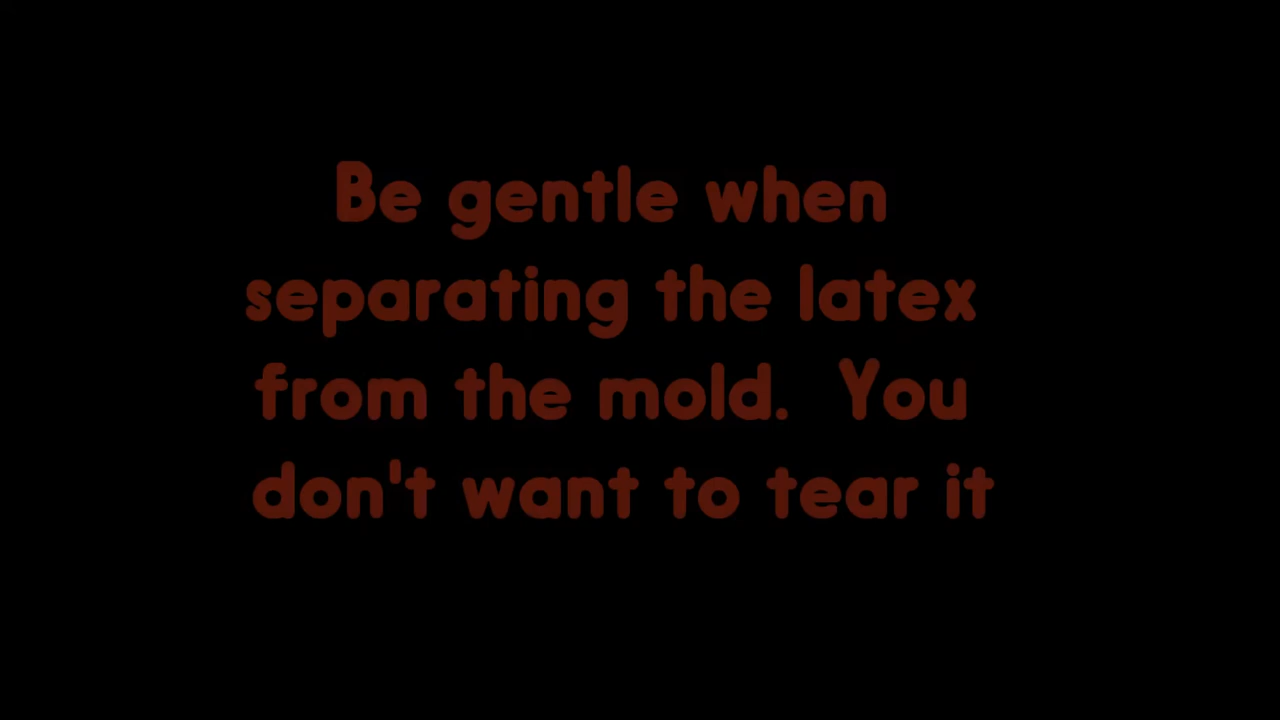 Be gentle when
separating the latex
from the mold.  You
don't want to tear it